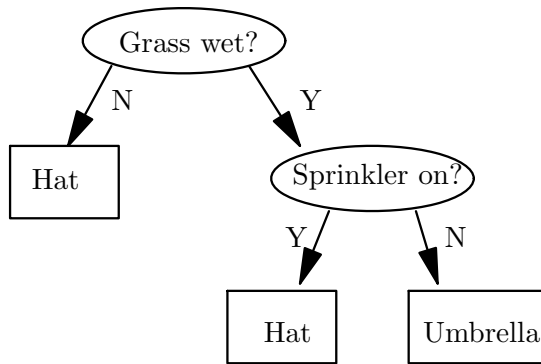 Grass wet?
N
Y
Hat
Sprinkler on?
Y
N
Hat
Umbrella